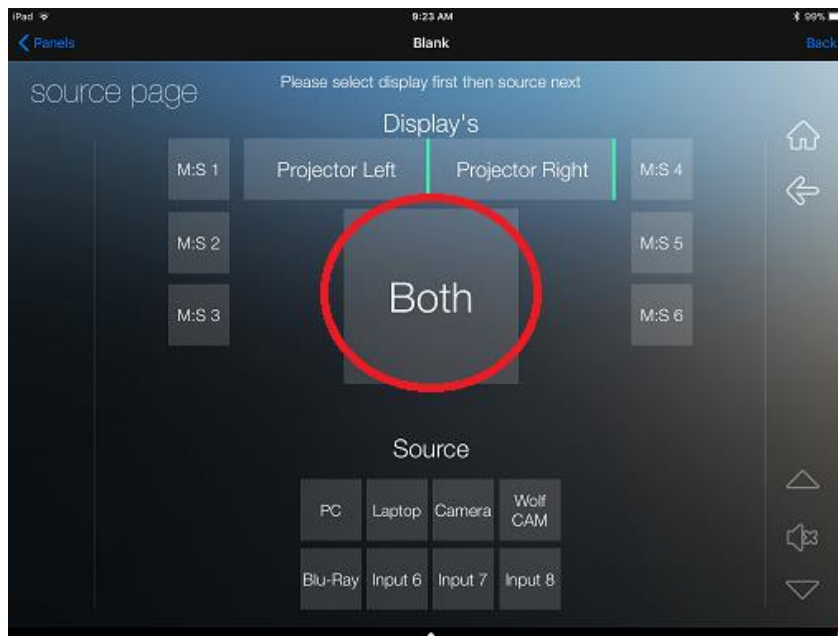 iPad 9:23 AM 99%
Panels Blank Back
source page
Please select display first then source next
Display's
M:S 1 Projector Left Projector Right M:S 4
M:S 2 M:S 5
Both
M:S 3 M:S 6
Source
PC Laptop Camera Wolf
CAM
Blu-Ray Input 6 Input 7 Input 8